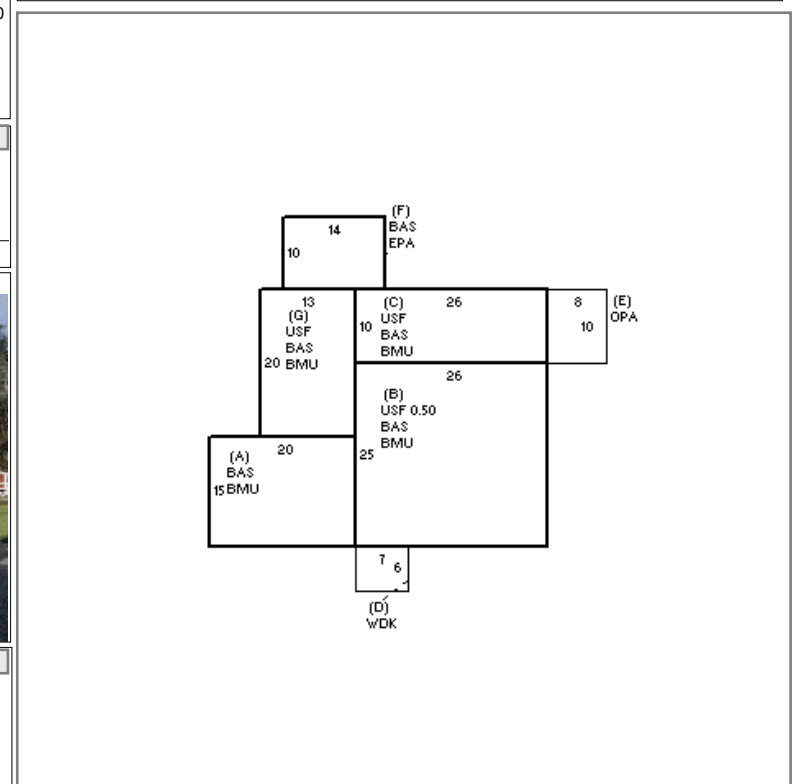 0
(F)
BAS
EPA
14
10
13
(G)
USF
BAS
BMU
20
(C)
USF
BAS
BMU
26
10
8
10
(E)
OPA
26
(B)
USF 0.50
BAS
BMU
25
20
(A)
BAS
BMU
15
7
6
(D)
WDK